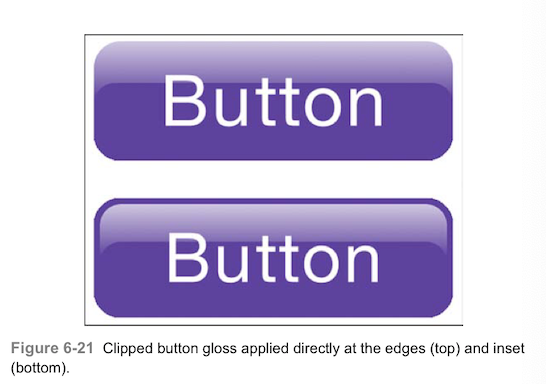 Button
Button
Figure 6-21 Clipped button gloss applied directly at the edges (top) and inset
(bottom).